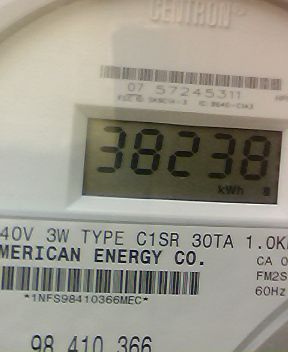 CENTRON
07 57245311
38238
kWh
40V 3W TYPE C1SR 30TA 1.0K
MERICAN ENERGY CO.
CA 0
FM2S
60Hz
*1NFS98410366MEC*
98 410 366